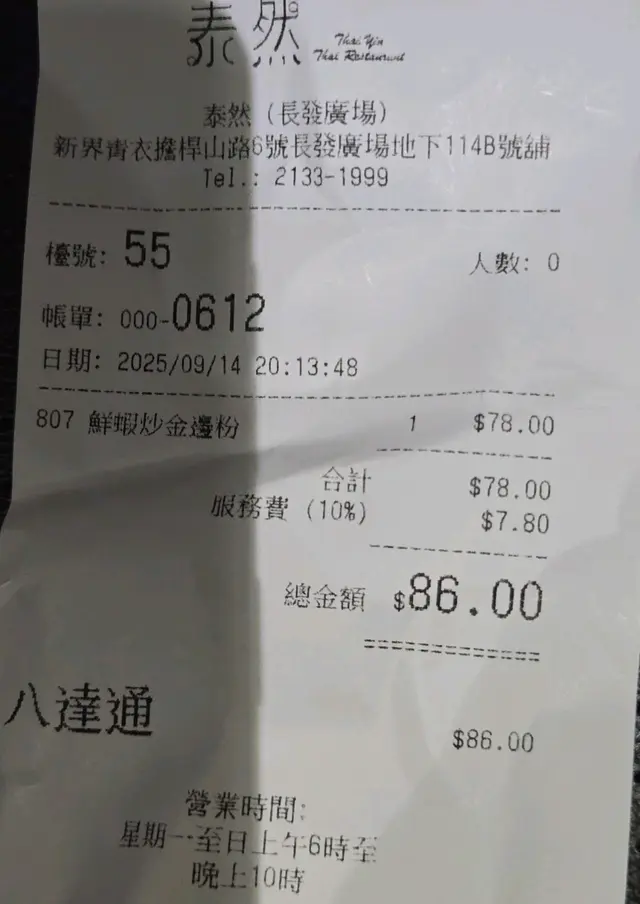 泰然 Thai Yin
Thai Restaurant
泰然 (長發廣場)
新界青衣擔桿山路6號長發廣場地下114B號舖
Tel.: 2133-1999
檯號: 55 人數: 0
帳單: 000-0612
日期: 2025/09/14 20:13:48
807 鮮蝦炒金邊粉 1 $78.00
合計 $78.00
服務費 (10%) $7.80
總金額 $86.00
八達通 $86.00
營業時間:
星期一至日上午6時至
晚上10時